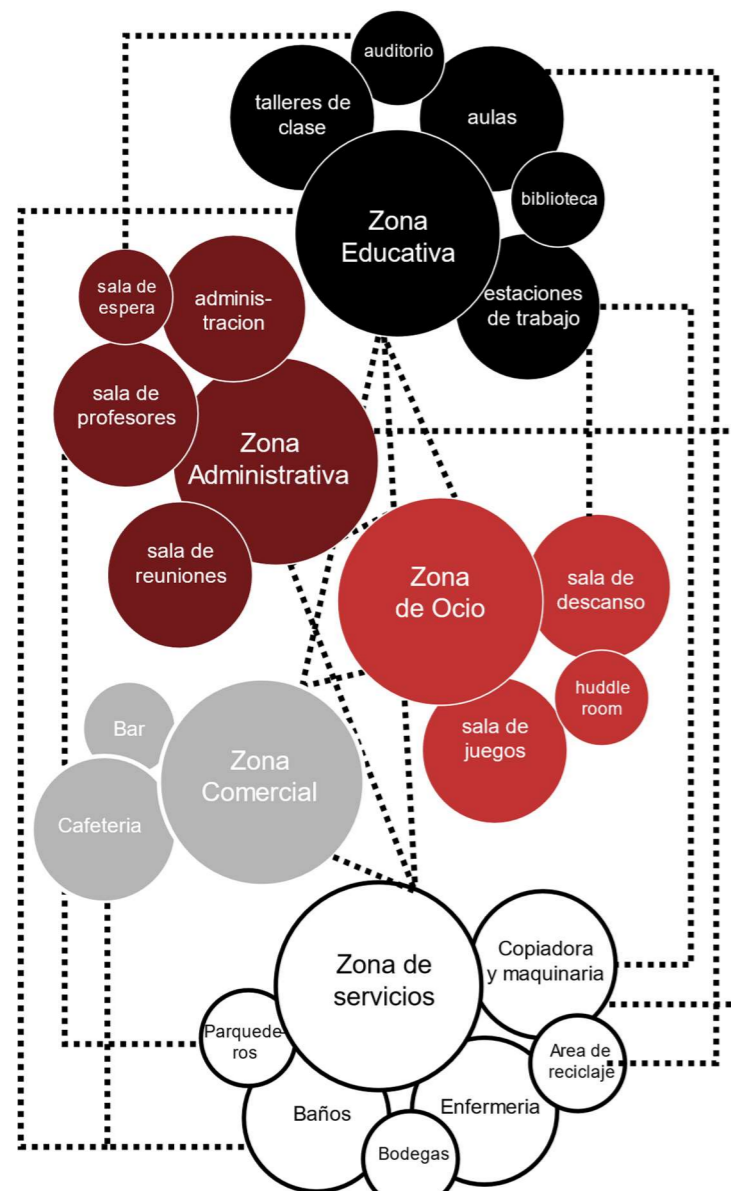 auditorio
talleres de
clase
aulas
biblioteca
Zona
Educativa
estaciones
de trabajo
sala de
espera
adminis-
tracion
sala de
profesores
Zona
Administrativa
sala de
reuniones
Zona
de Ocio
sala de
descanso
huddle
room
sala de
juegos
Bar
Zona
Comercial
Cafeteria
Zona de
servicios
Copiadora
y maquinaria
Parquede-
ros
Area de
reciclaje
Baños
Enfermeria
Bodegas